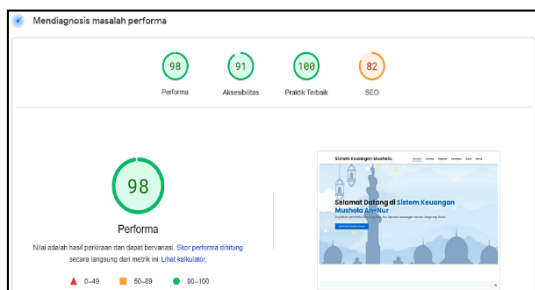 Mendiagnosis masalah performa
98 91 100 82
Performa Aksesibilitas Praktik Terbaik SEO
98
Performa
Nilai adalah hasil perkiraan dan dapat bervariasi. Skor performa dihitung
secara langsung dari metrik ini. Lihat kalkulator.
0–49 50–89 90–100
Sistem Keuangan Mushola
Selamat Datang di Sistem Keuangan
Mushola An-Nur